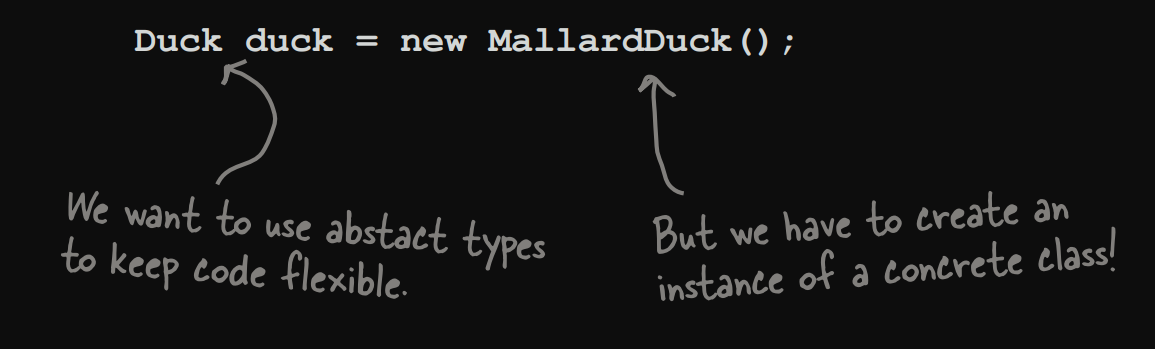 Duck duck = new MallardDuck();
We want to use abstact types
to keep code flexible.
But we have to create an
instance of a concrete class!